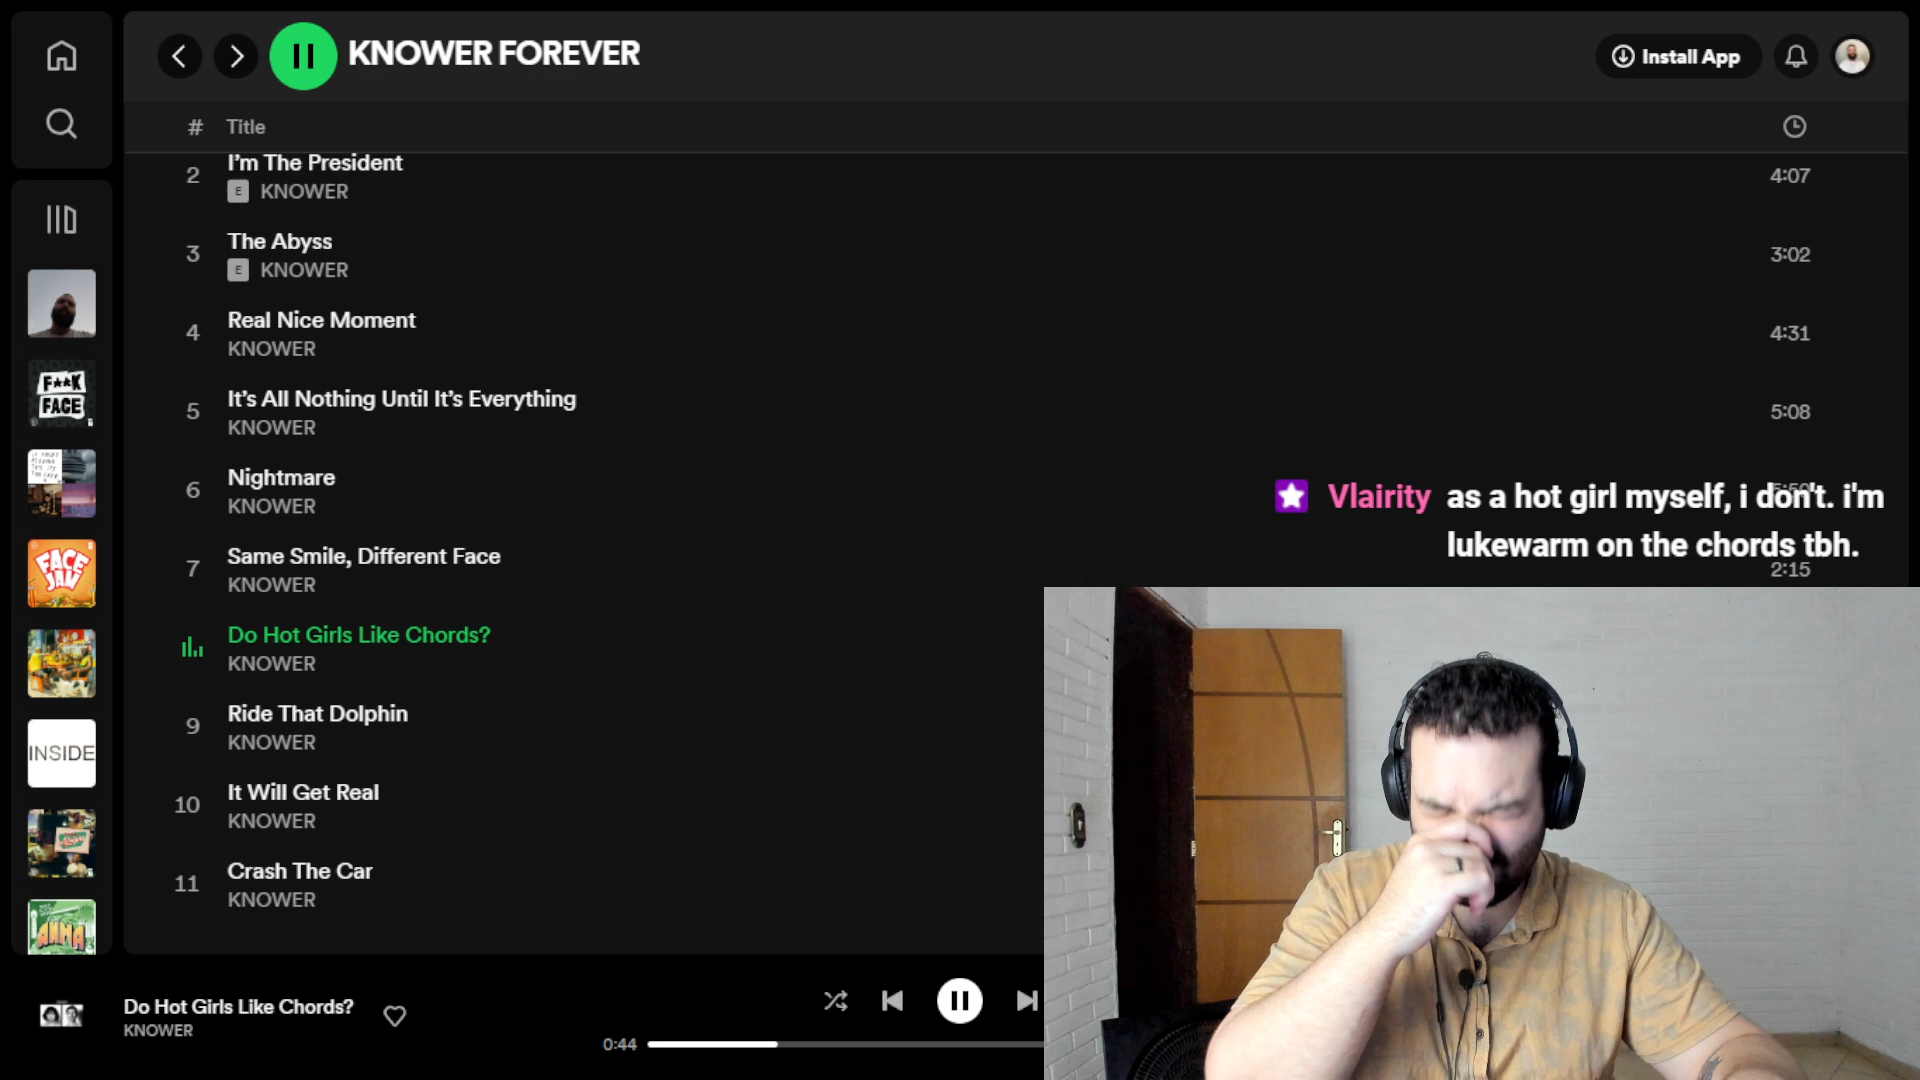 KNOWER FOREVER
Install App
# Title
2 I'm The President 4:07
E KNOWER
3 The Abyss 3:02
E KNOWER
4 Real Nice Moment 4:31
KNOWER
5 It's All Nothing Until It's Everything 5:08
KNOWER
6 Nightmare
KNOWER
Vlairity as a hot girl myself, i don't. i'm
lukewarm on the chords tbh.
7 Same Smile, Different Face 2:15
KNOWER
Do Hot Girls Like Chords?
KNOWER
9 Ride That Dolphin
KNOWER
10 It Will Get Real
KNOWER
11 Crash The Car
KNOWER
F**K
FACE
FACE
JAM
INSIDE
ANMA
Do Hot Girls Like Chords?
KNOWER
0:44